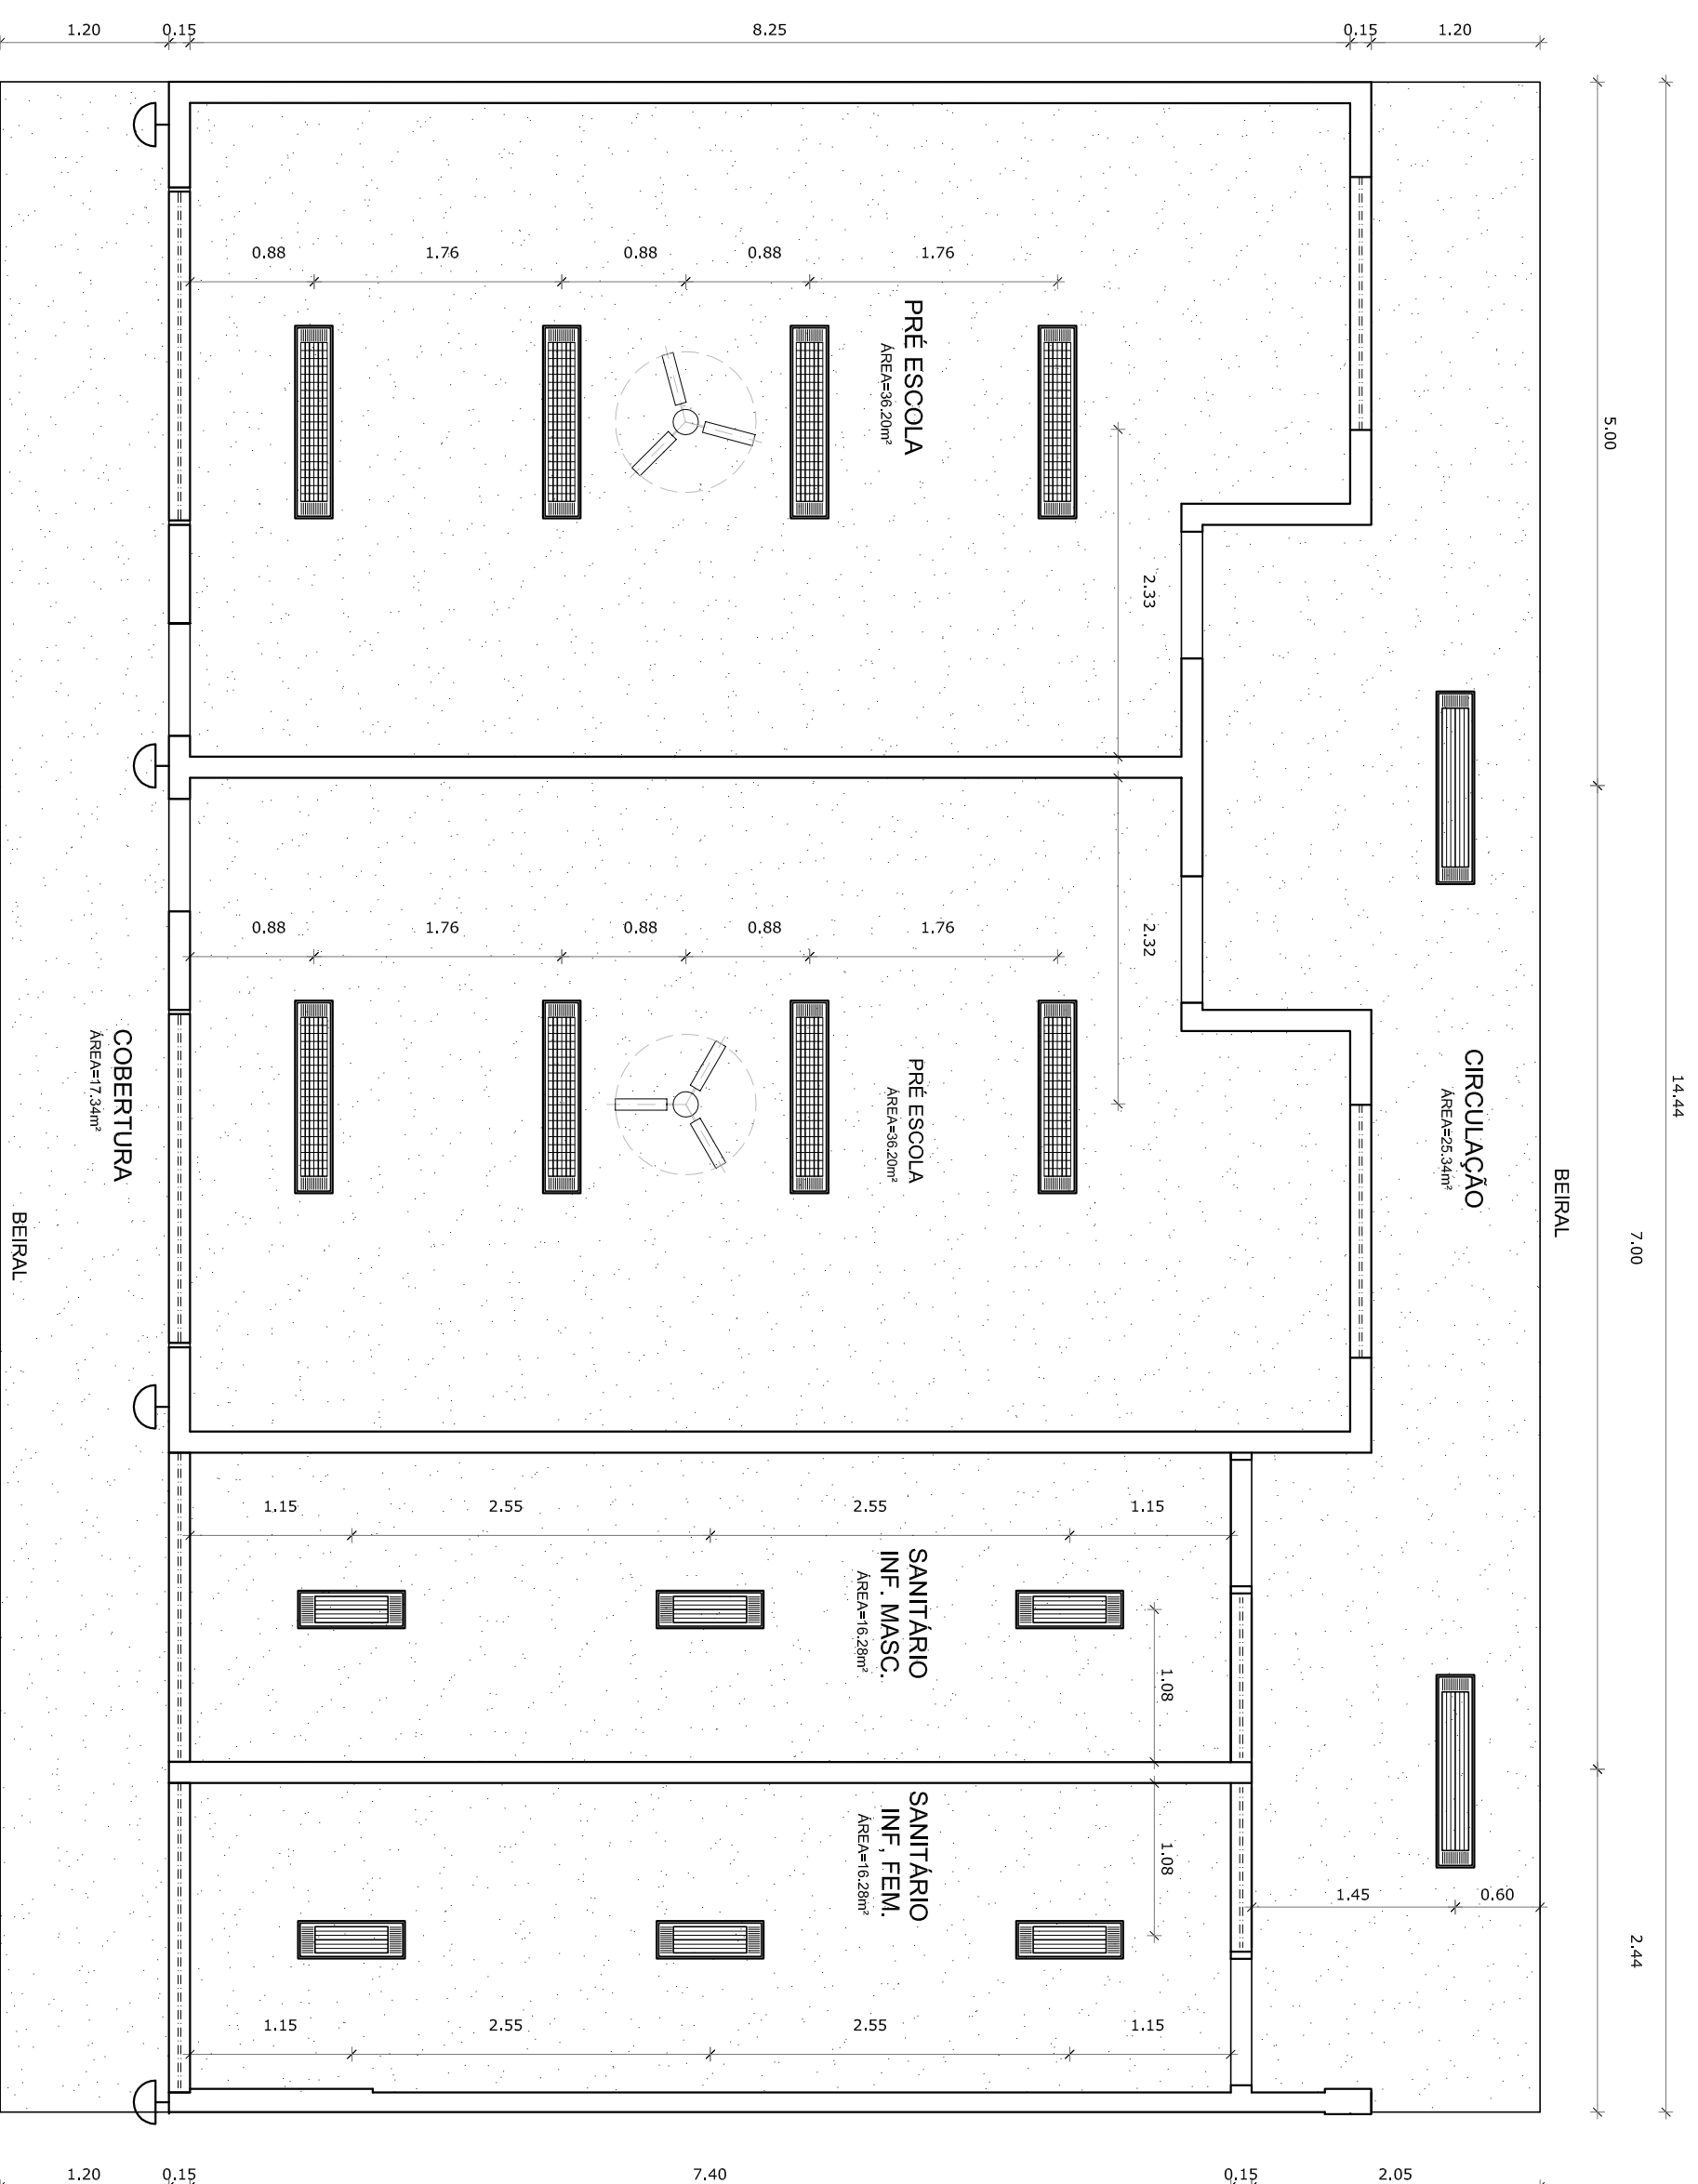 1.20
0.15
8.25
0.15
1.20
5.00
14.44
7.00
2.44
0.88
1.76
0.88
0.88
1.76
PRÉ ESCOLA
ÁREA=36.20m²
2.33
2.32
0.88
1.76
0.88
0.88
1.76
PRÉ ESCOLA
ÁREA=36.20m²
CIRCULAÇÃO
ÁREA=25.34m²
BEIRAL
COBERTURA
ÁREA=17.34m²
BEIRAL
1.15
2.55
2.55
1.15
SANITÁRIO
INF. MASC.
ÁREA=16.28m²
1.08
1.08
SANITÁRIO
INF, FEM.
ÁREA=16.28m²
1.45
0.60
1.15
2.55
2.55
1.15
1.20
0.15
7.40
0.15
2.05